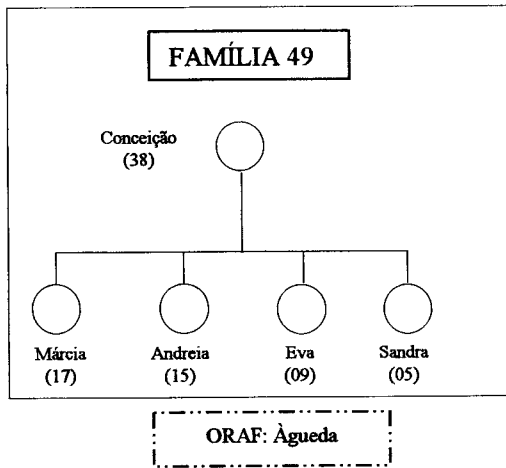 FAMÍLIA 49
Conceição
(38)
Márcia
(17)
Andreia
(15)
Eva
(09)
Sandra
(05)
ORAF: Àgueda